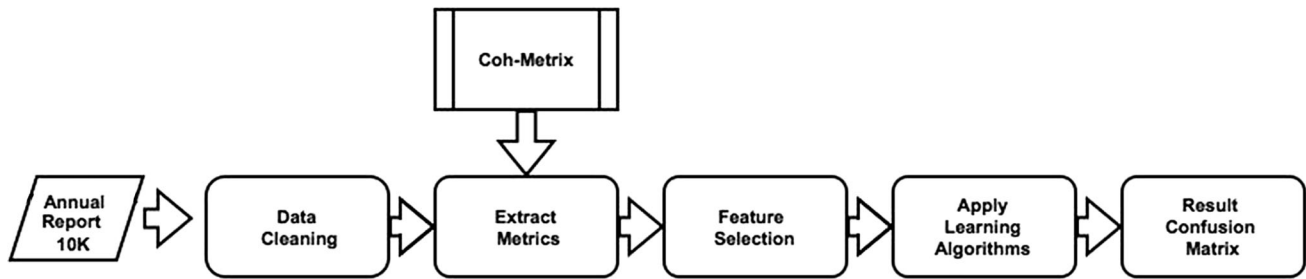 Coh-Metrix
Annual
Report
10K
Data
Cleaning
Extract
Metrics
Feature
Selection
Apply
Learning
Algorithms
Result
Confusion
Matrix